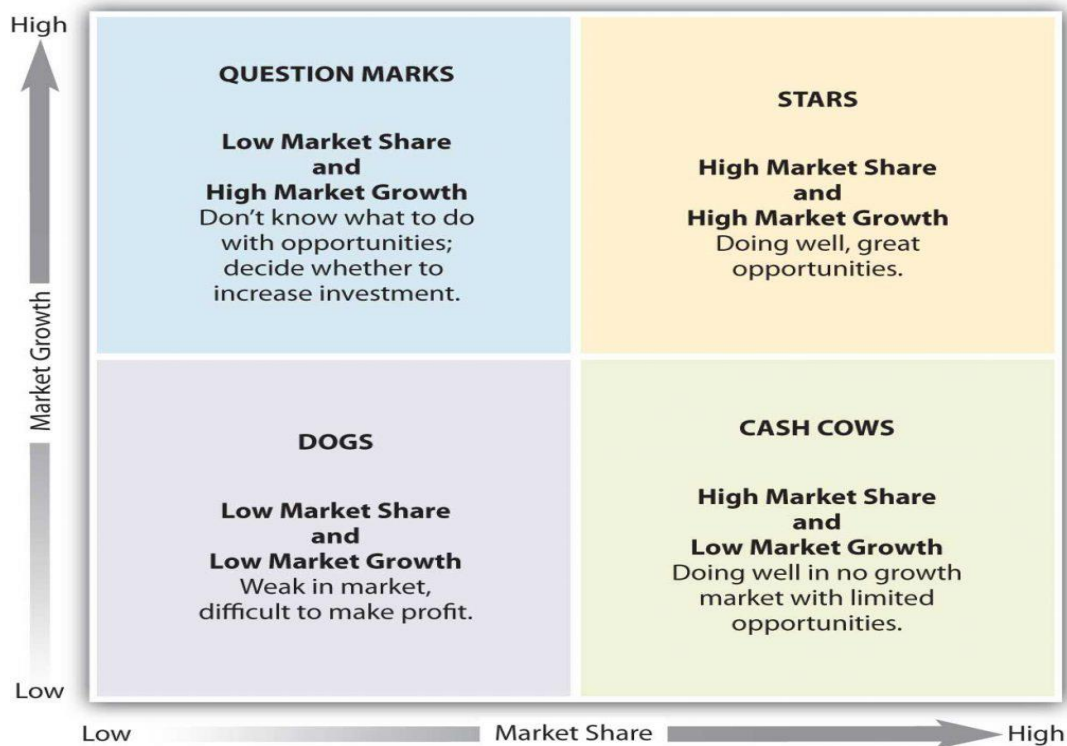 High
QUESTION MARKS
Low Market Share
and
High Market Growth
Don’t know what to do
with opportunities;
decide whether to
increase investment.
STARS
High Market Share
and
High Market Growth
Doing well, great
opportunities.
Market Growth
DOGS
Low Market Share
and
Low Market Growth
Weak in market,
difficult to make profit.
CASH COWS
High Market Share
and
Low Market Growth
Doing well in no growth
market with limited
opportunities.
Low
Low
Market Share
High